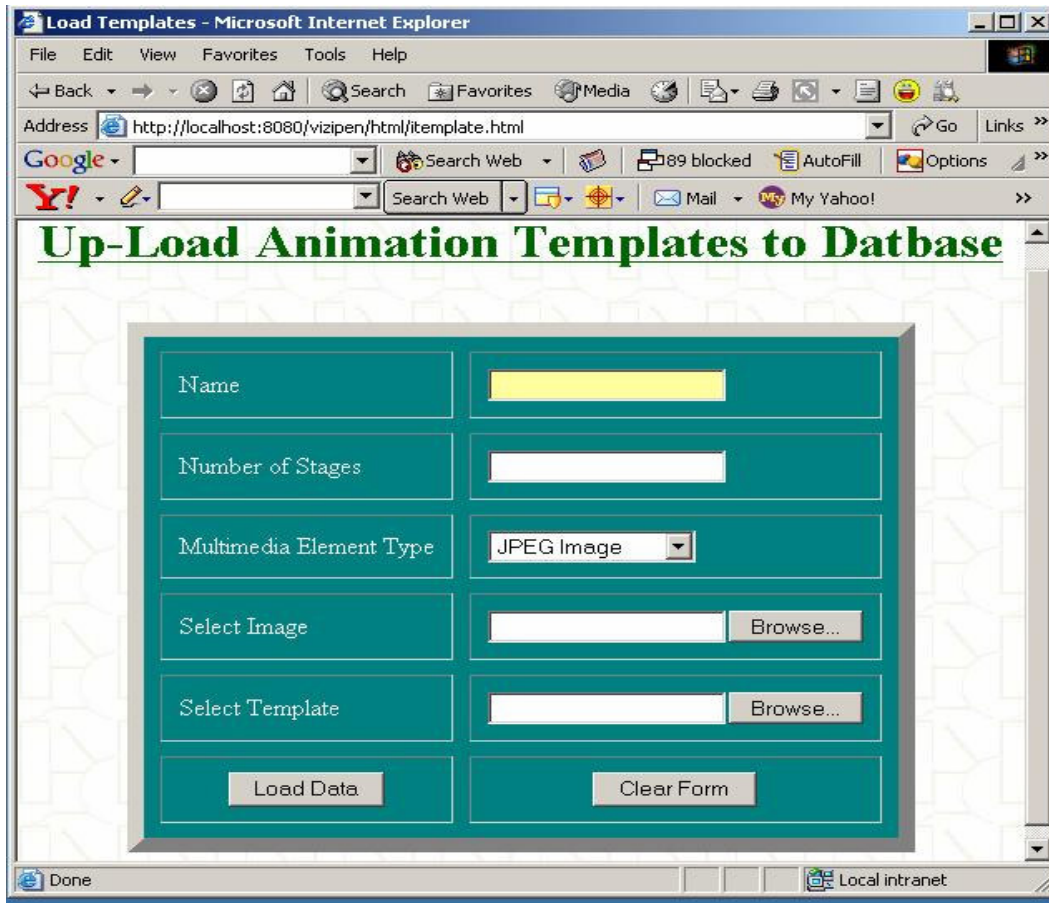 Load Templates - Microsoft Internet Explorer
File Edit View Favorites Tools Help
Back Search Favorites Media
Address http://localhost:8080/vizipen/html/itemplate.html Go Links »
Google Search Web 89 blocked AutoFill Options »
Y! Search Web Mail My My Yahoo! »
Up-Load Animation Templates to Datbase
Name
Number of Stages
Multimedia Element Type JPEG Image
Select Image Browse...
Select Template Browse...
Load Data Clear Form
Done Local intranet